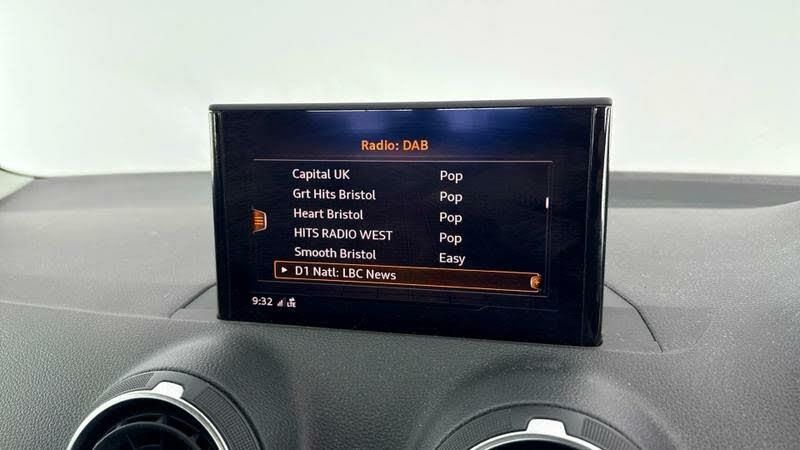 Radio: DAB
Capital UK Pop
Grt Hits Bristol Pop
Heart Bristol Pop
HITS RADIO WEST Pop
Smooth Bristol Easy
D1 Natl: LBC News
9:32 LTE